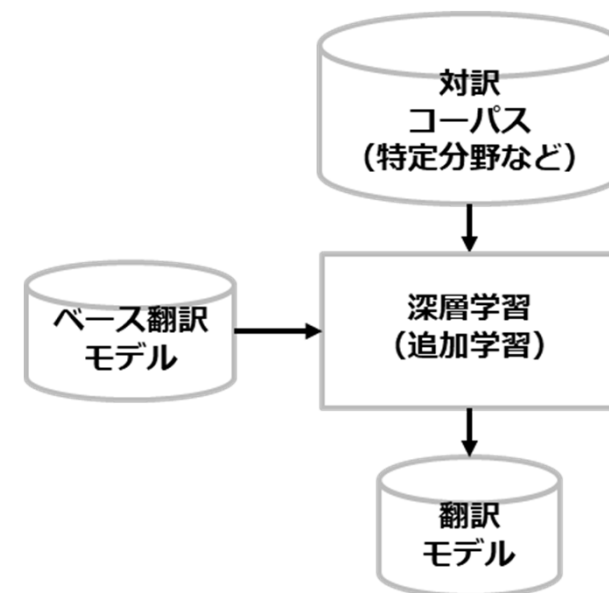 対訳
コーパス
（特定分野など）
ベース翻訳
モデル
深層学習
（追加学習）
翻訳
モデル